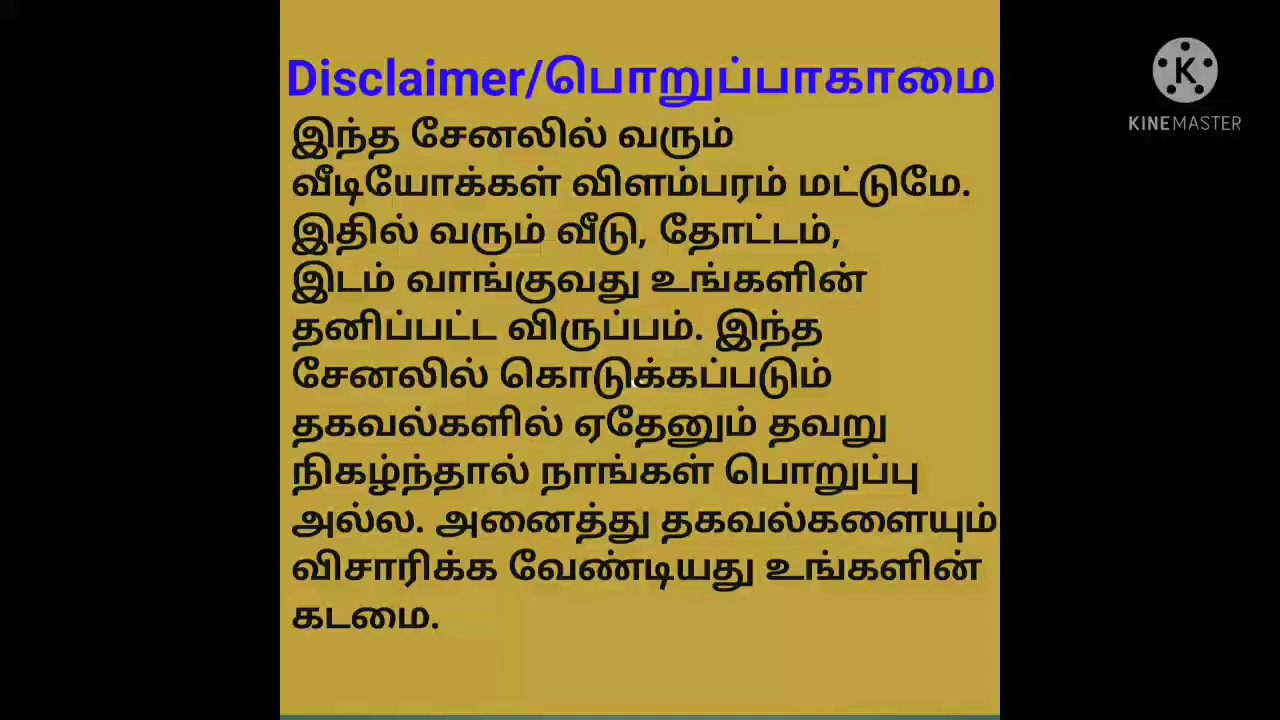 Disclaimer/பொறுப்பாகாமை
இந்த சேனலில் வரும்
வீடியோக்கள் விளம்பரம் மட்டுமே.
இதில் வரும் வீடு, தோட்டம்,
இடம் வாங்குவது உங்களின்
தனிப்பட்ட விருப்பம். இந்த
சேனலில் கொடுக்கப்படும்
தகவல்களில் ஏதேனும் தவறு
நிகழ்ந்தால் நாங்கள் பொறுப்பு
அல்ல. அனைத்து தகவல்களையும்
விசாரிக்க வேண்டியது உங்களின்
கடமை.
K
KINEMASTER